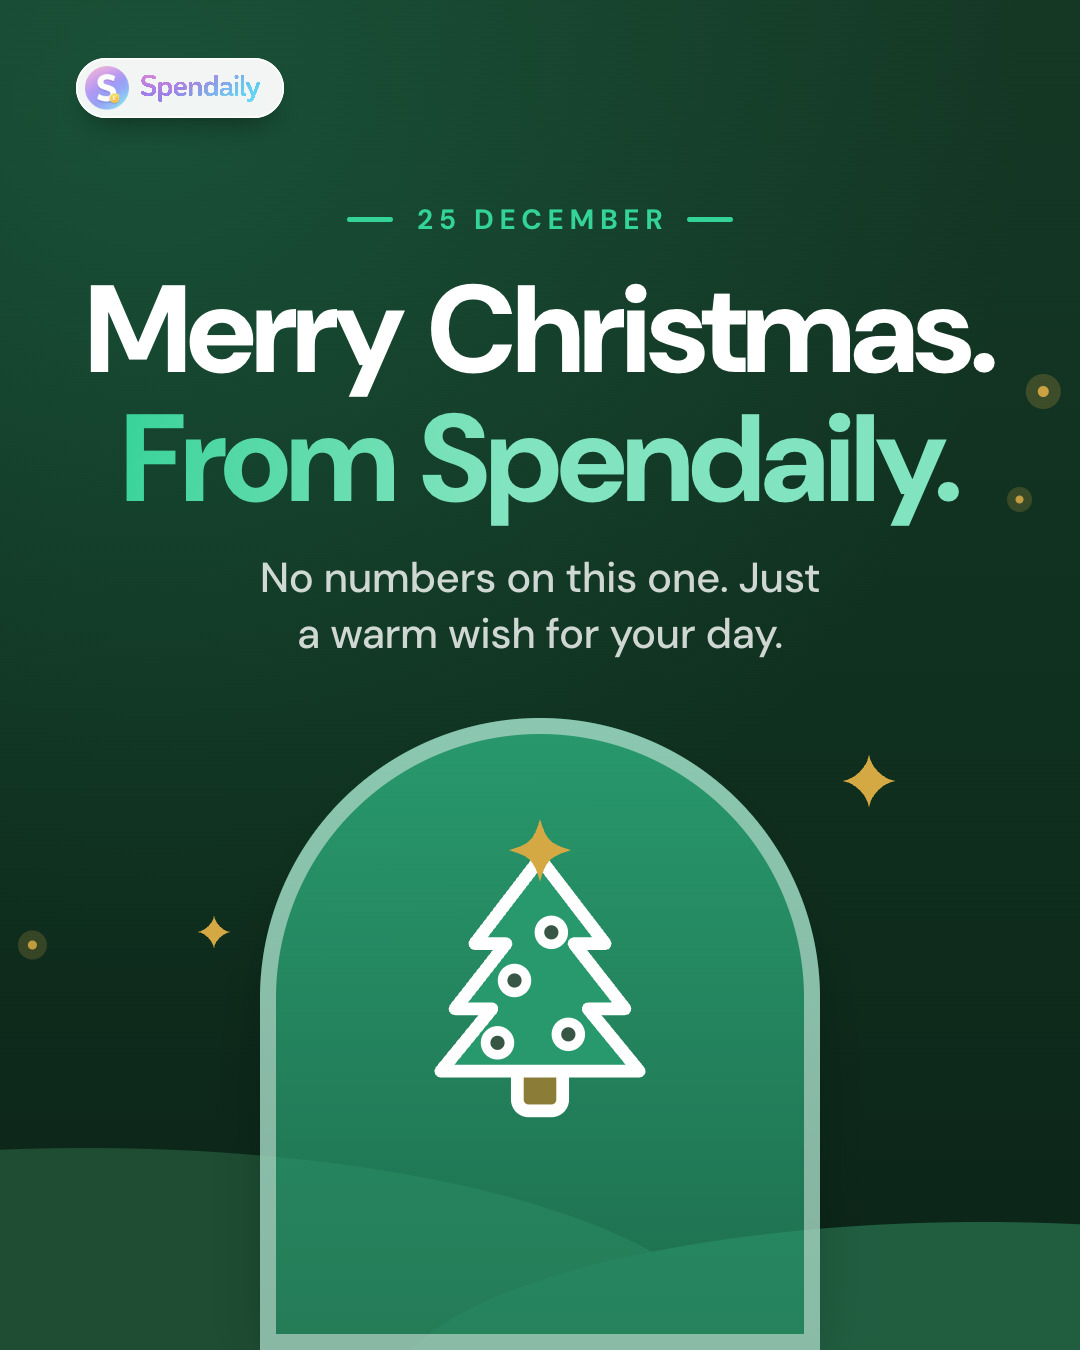 Spendaily
25 DECEMBER
Merry Christmas.
From Spendaily.
No numbers on this one. Just
a warm wish for your day.